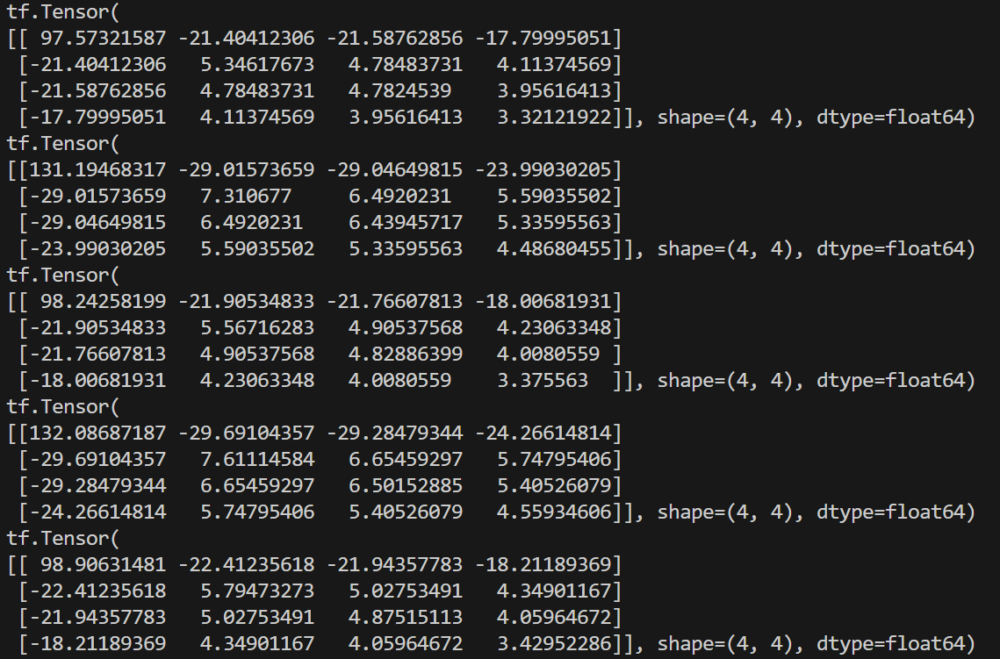 tf.Tensor(
[[ 97.57321587 -21.40412306 -21.58762856 -17.79995051]
 [-21.40412306   5.34617673   4.78483731   4.11374569]
 [-21.58762856   4.78483731   4.7824539    3.95616413]
 [-17.79995051   4.11374569   3.95616413   3.32121922]], shape=(4, 4), dtype=float64)
tf.Tensor(
[[131.19468317 -29.01573659 -29.04649815 -23.99030205]
 [-29.01573659   7.310677     6.4920231    5.59035502]
 [-29.04649815   6.4920231    6.43945717   5.33595563]
 [-23.99030205   5.59035502   5.33595563   4.48680455]], shape=(4, 4), dtype=float64)
tf.Tensor(
[[ 98.24258199 -21.90534833 -21.76607813 -18.00681931]
 [-21.90534833   5.56716283   4.90537568   4.23063348]
 [-21.76607813   4.90537568   4.82886399   4.0080559 ]
 [-18.00681931   4.23063348   4.0080559    3.375563  ]], shape=(4, 4), dtype=float64)
tf.Tensor(
[[132.08687187 -29.69104357 -29.28479344 -24.26614814]
 [-29.69104357   7.61114584   6.65459297   5.74795406]
 [-29.28479344   6.65459297   6.50152885   5.40526079]
 [-24.26614814   5.74795406   5.40526079   4.55934606]], shape=(4, 4), dtype=float64)
tf.Tensor(
[[ 98.90631481 -22.41235618 -21.94357783 -18.21189369]
 [-22.41235618   5.79473273   5.02753491   4.34901167]
 [-21.94357783   5.02753491   4.87515113   4.05964672]
 [-18.21189369   4.34901167   4.05964672   3.42952286]], shape=(4, 4), dtype=float64)